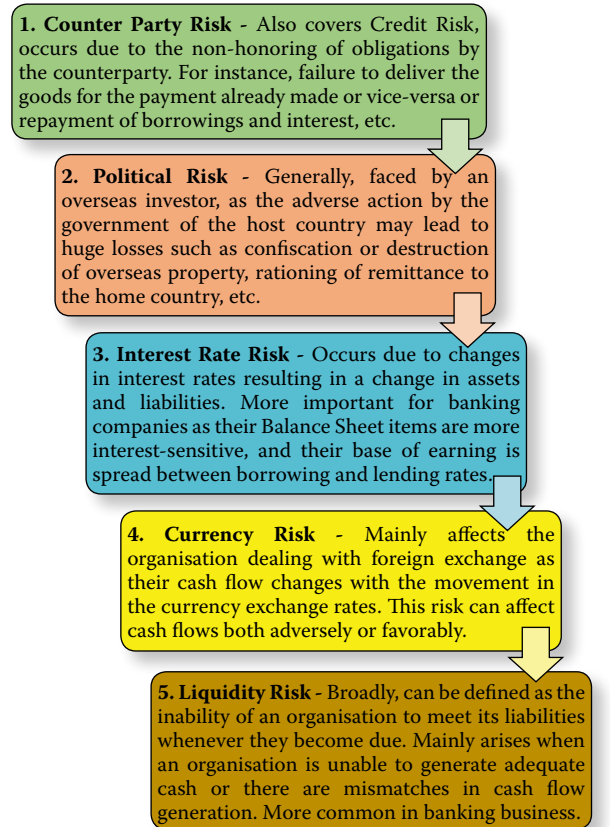 1. Counter Party Risk - Also covers Credit Risk,
occurs due to the non-honoring of obligations by
the counterparty. For instance, failure to deliver the
goods for the payment already made or vice-versa or
repayment of borrowings and interest, etc.
2. Political Risk - Generally, faced by an
overseas investor, as the adverse action by the
government of the host country may lead to
huge losses such as confiscation or destruction
of overseas property, rationing of remittance to
the home country, etc.
3. Interest Rate Risk - Occurs due to changes
in interest rates resulting in a change in assets
and liabilities. More important for banking
companies as their Balance Sheet items are more
interest-sensitive, and their base of earning is
spread between borrowing and lending rates.
4. Currency Risk - Mainly affects the
organisation dealing with foreign exchange as
their cash flow changes with the movement in
the currency exchange rates. This risk can affect
cash flows both adversely or favorably.
5. Liquidity Risk - Broadly, can be defined as the
inability of an organisation to meet its liabilities
whenever they become due. Mainly arises when
an organisation is unable to generate adequate
cash or there are mismatches in cash flow
generation. More common in banking business.